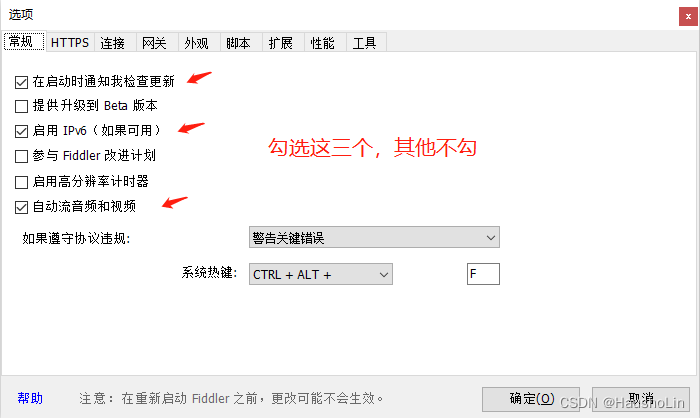 选项
x
常规 HTTPS 连接 网关 外观 脚本 扩展 性能 工具
在启动时通知我检查更新
提供升级到 Beta 版本
启用 IPv6（如果可用）
勾选这三个，其他不勾
参与 Fiddler 改进计划
启用高分辨率计时器
自动流音频和视频
如果遵守协议违规: 警告关键错误
系统热键: CTRL + ALT + F
帮助 注意：在重新启动 Fiddler 之前，更改可能不会生效。 确定(O) 取消
CSDN @HaoshoLin